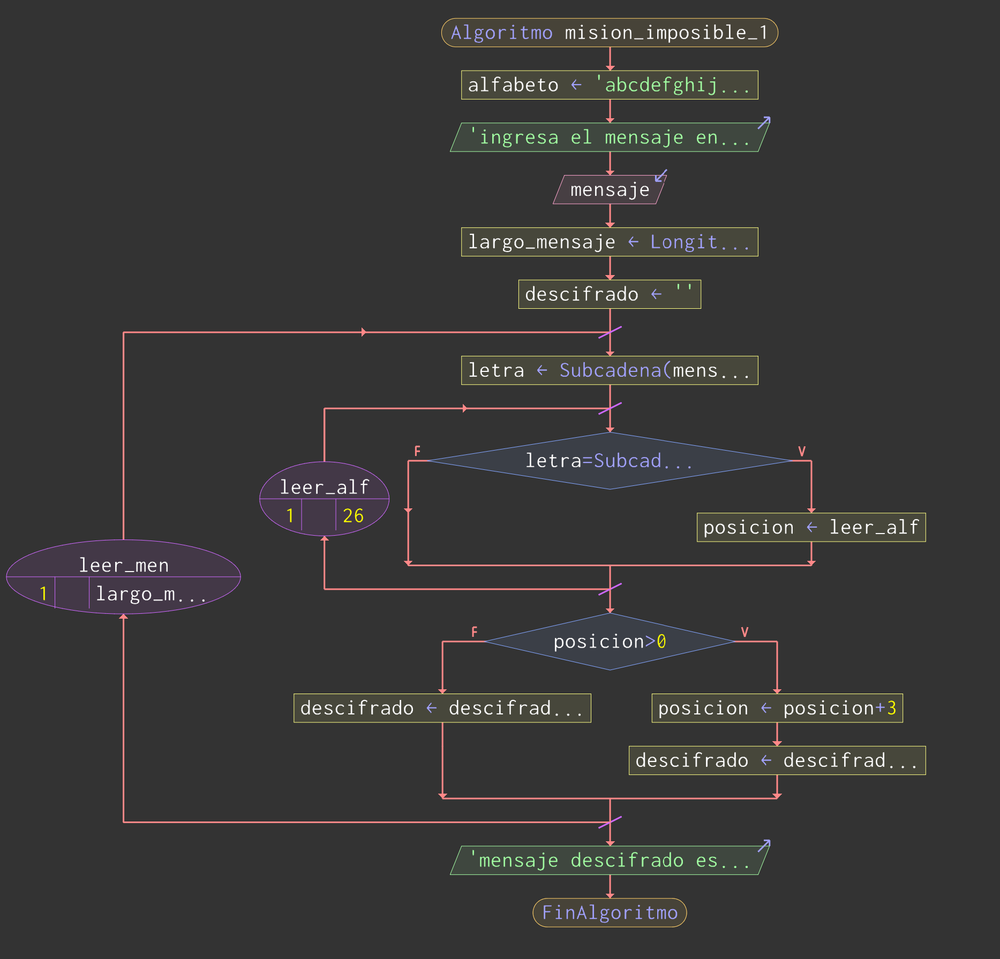 Algoritmo mision_imposible_1
alfabeto ← 'abcdefghij...
'ingresa el mensaje en...
mensaje
largo_mensaje ← Longit...
descifrado ← ''
letra ← Subcadena(mens...
letra=Subcad...
F
V
leer_alf
1
26
posicion ← leer_alf
leer_men
1
largo_m...
posicion>0
F
V
descifrado ← descifrad...
posicion ← posicion+3
descifrado ← descifrad...
'mensaje descifrado es...
FinAlgoritmo